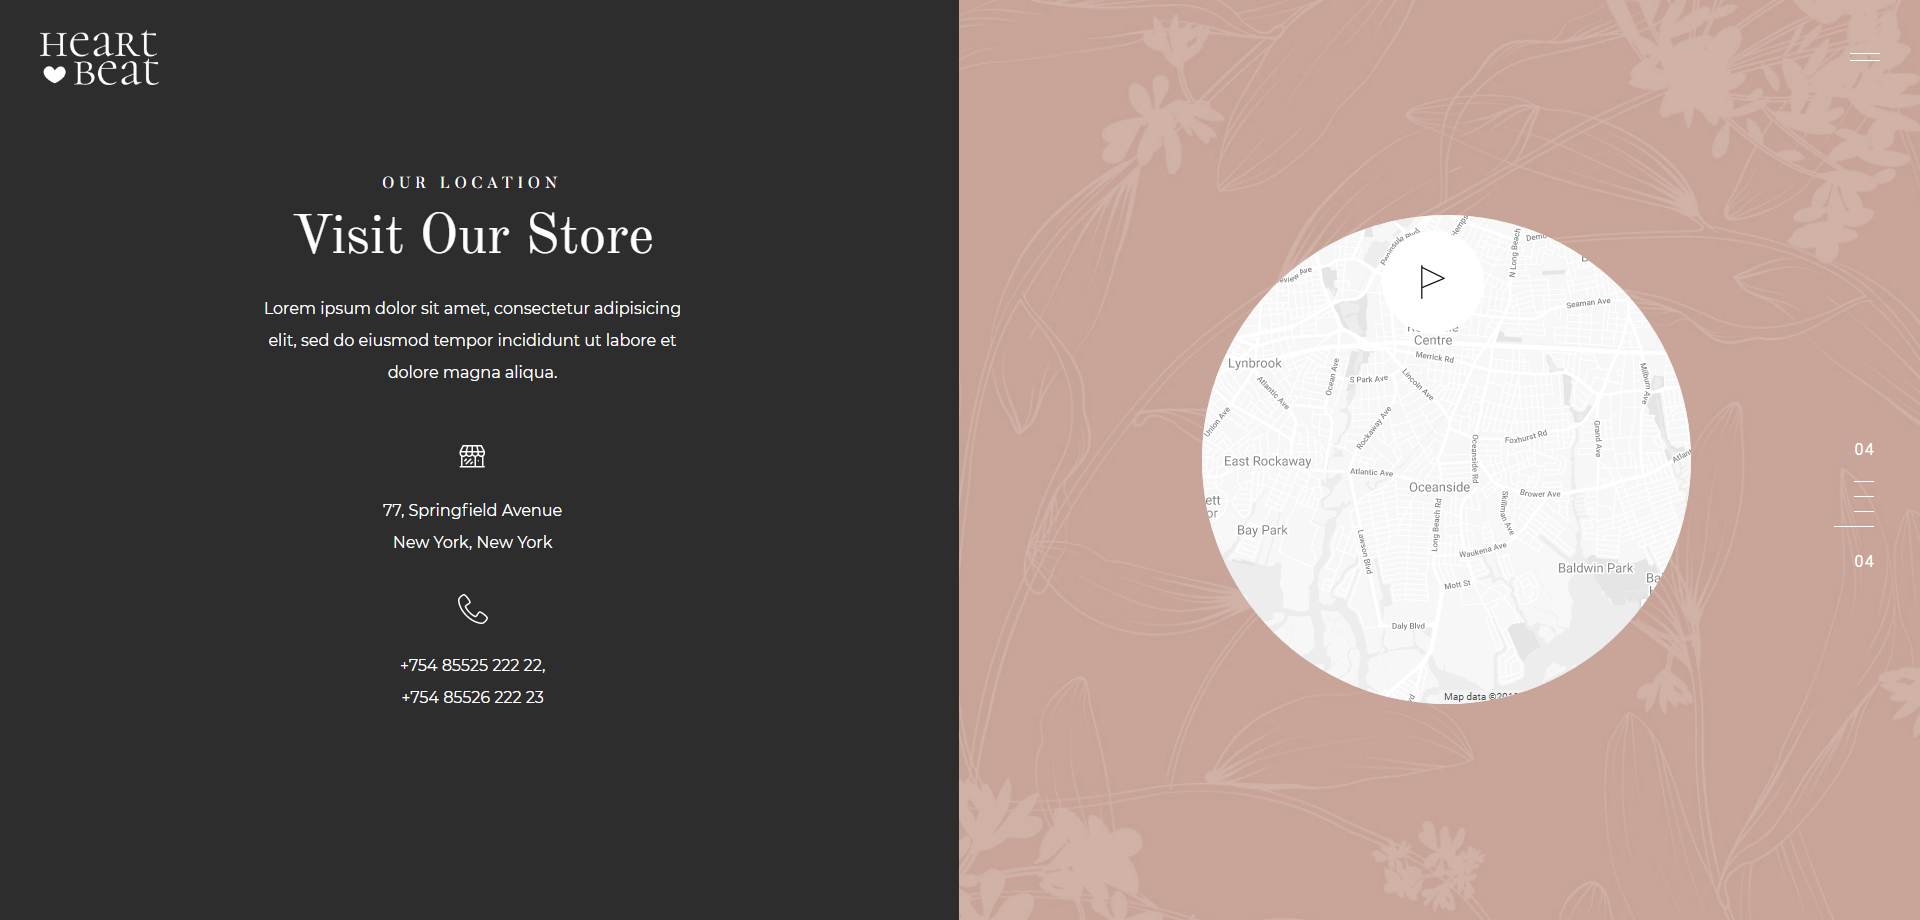 Heart
Beat
OUR LOCATION
Visit Our Store
Lorem ipsum dolor sit amet, consectetur adipisicing
elit, sed do eiusmod tempor incididunt ut labore et
dolore magna aliqua.
77, Springfield Avenue
New York, New York
+754 85525 222 22,
+754 85526 222 23
Peninsula Blvd
N Long Beach
Seaman Ave
Centre
Merrick Rd
Lynbrook
Ocean Ave
S Park Ave
Lincoln Ave
Atlantic Ave
Milburn Ave
Union Ave
Rockaway Ave
Foxhurst Rd
Grand Ave
Oceanside Rd
East Rockaway
Atlantic Ave
Oceanside
Brower Ave
Skillman Ave
Bay Park
Long Beach Rd
Lawson Blvd
Waukena Ave
Baldwin Park
Mott St
Daly Blvd
Map data
04
04